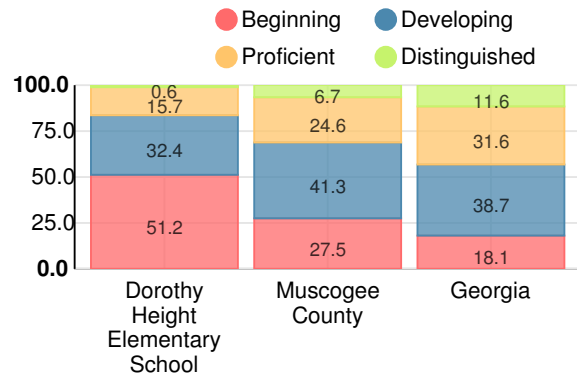 Beginning
Developing
Proficient
Distinguished
100.0
75.0
50.0
25.0
0.0
0.6
15.7
32.4
51.2
6.7
24.6
41.3
27.5
11.6
31.6
38.7
18.1
Dorothy
Height
Elementary
School
Muscogee
County
Georgia